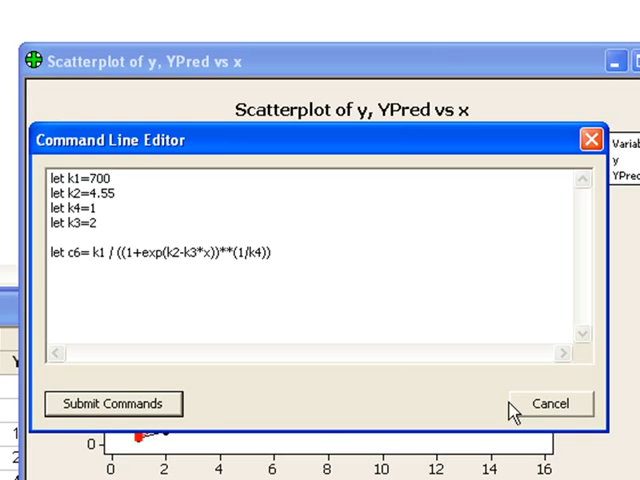 Scatterplot of y, YPred vs x
Scatterplot of y, YPred vs x
Command Line Editor
y
YPred
let k1=700
let k2=4.55
let k4=1
let k3=2
let c6= k1 / ((1+exp(k2-k3*x))**(1/k4))
Submit Commands
Cancel
0
0 2 4 6 8 10 12 14 16